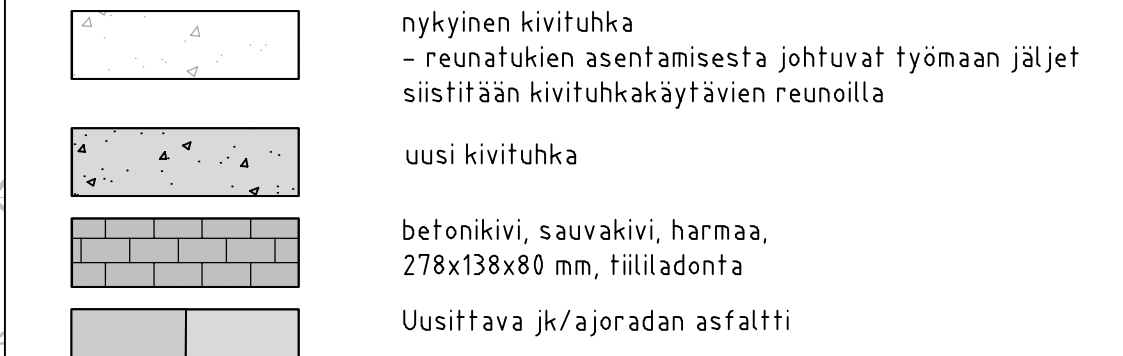 nykyinen kivituhka
- reunatukien asentamisesta johtuvat työmaan jäljet
siistitään kivituhkakäytävien reunoilla
uusi kivituhka
betonikivi, sauvakivi, harmaa,
278x138x80 mm, tiililadonta
Uusittava jk/ajoradan asfaltti